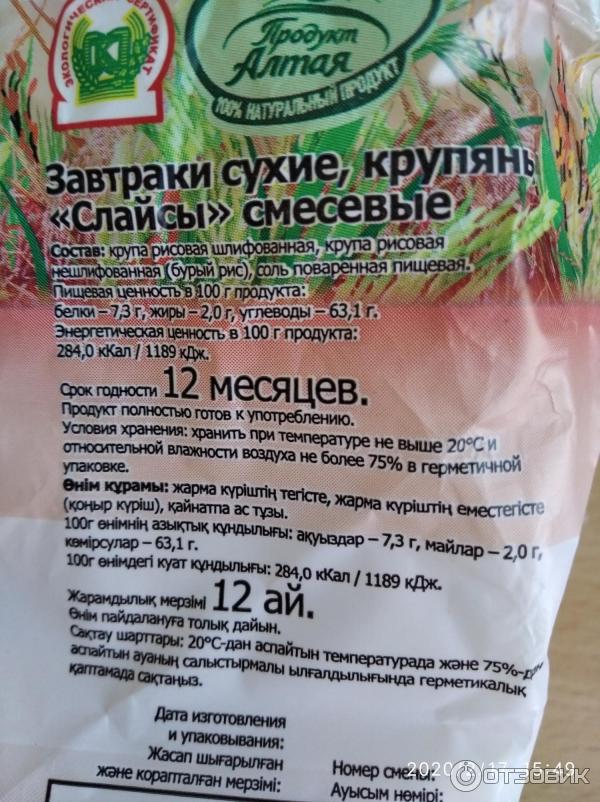 ЭКОЛОГИЧЕСКИЙ СЕРТИФИКАТ
Продукт
Алтая
100% НАТУРАЛЬНЫЙ ПРОДУКТ
Завтраки сухие, крупяны
«Слайсы» смесевые
Состав: крупа рисовая шлифованная, крупа рисовая
нешлифованная (бурый рис), соль поваренная пищевая.
Пищевая ценность в 100 г продукта:
белки – 7,3 г, жиры – 2,0 г, углеводы – 63,1 г.
Энергетическая ценность в 100 г продукта:
284,0 кКал / 1189 кДж.
Срок годности 12 месяцев.
Продукт полностью готов к употреблению.
Условия хранения: хранить при температуре не выше 20°С и
относительной влажности воздуха не более 75% в герметичной
упаковке.
Өнім құрамы: жарма күріштің тегісте, жарма күріштің еместегісте
(қоңыр күріш), қайнатпа ас тұзы.
100г өнімнің азықтық құндылығы: ақуыздар – 7,3 г, майлар – 2,0 г,
көмірсулар – 63,1 г.
100г өнімдегі куат құндылығы: 284,0 кКал / 1189 кДж.
Жарамдылық мерзімі 12 ай.
Өнім пайдалануға толық дайын.
Сақтау шарттары: 20°С-дан аспайтын температурада және 75%-дан
аспайтын ауаның салыстырмалы ылғалдылығында герметикалық
қаптамада сақтаңыз.
Дата изготовления
и упаковывания:
Жасап шығарылған
және корапталған мерзімі:
Номер смены:
Ауысым нөмірі:
15:49
ОТЗОВИК